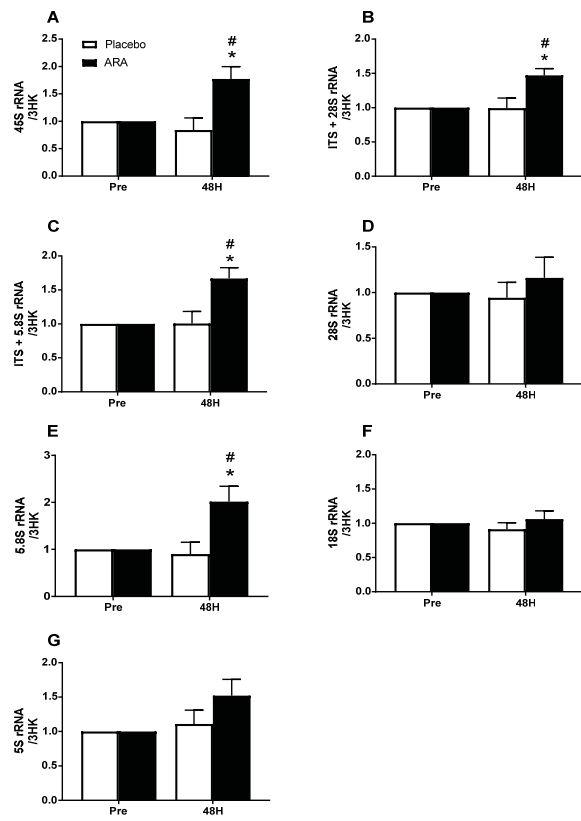 A
Placebo
ARA
#
*
45S rRNA
/3HK
2.0
1.5
1.0
0.5
0.0
Pre 48H
B
#
*
ITS + 28S rRNA
/3HK
2.0
1.5
1.0
0.5
0.0
Pre 48H
C
#
*
ITS + 5.8S rRNA
/3HK
2.0
1.5
1.0
0.5
0.0
Pre 48H
D
28S rRNA
/3HK
1.5
1.0
0.5
0.0
Pre 48H
E
#
*
5.8S rRNA
/3HK
3
2
1
0
Pre 48H
F
18S rRNA
/3HK
2.0
1.5
1.0
0.5
0.0
Pre 48H
G
5S rRNA
/3HK
2.0
1.5
1.0
0.5
0.0
Pre 48H